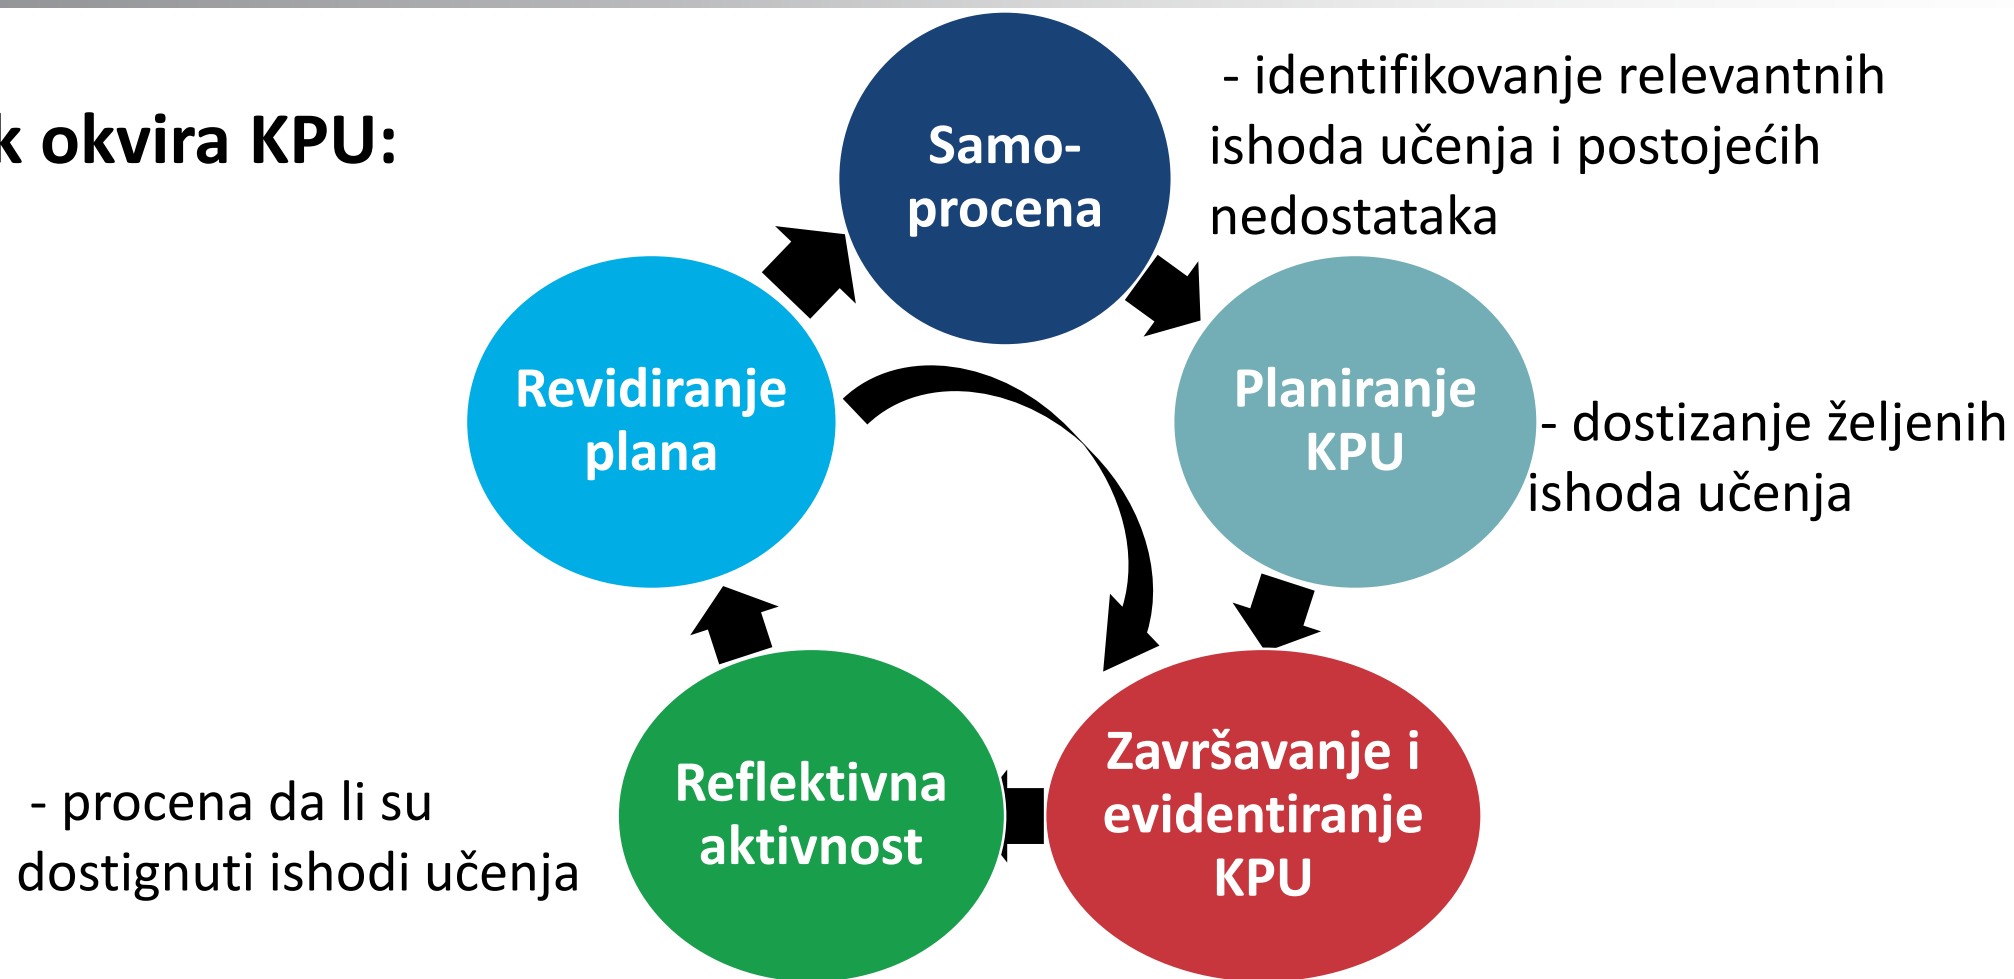 k okvira KPU:
Samo-
procena
- identifikovanje relevantnih
ishoda učenja i postojećih
nedostataka
Planiranje
KPU
- dostizanje željenih
ishoda učenja
Završavanje i
evidentiranje
KPU
Reflektivna
aktivnost
- procena da li su
dostignuti ishodi učenja
Revidiranje
plana